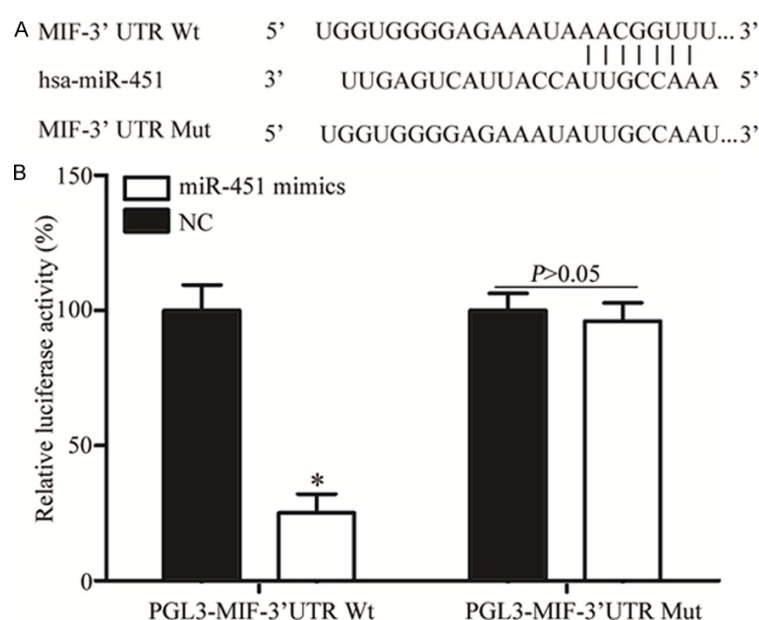 A MIF-3' UTR Wt 5' UGGUGGGGAGAAAUAAACGGUUU... 3'
hsa-miR-451 3' UUGAGUCAUUACCAUUGCCAAA 5'
MIF-3' UTR Mut 5' UGGUGGGGAGAAAUAUUGCCAAU...3'
B
150
miR-451 mimics
NC
Relative luciferase activity (%)
P>0.05
100
50
*
0
PGL3-MIF-3'UTR Wt PGL3-MIF-3'UTR Mut